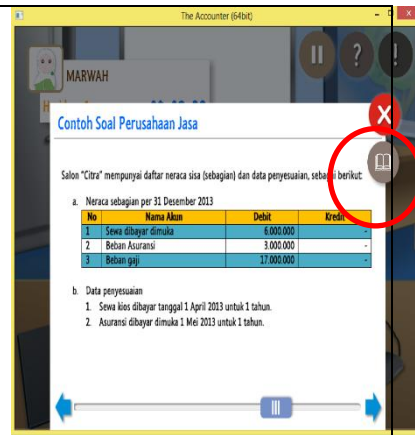 The Accounter (64bit)
MARWAH
Contoh Soal Perusahaan Jasa
Salon "Citra" mempunyai daftar neraca sisa (sebagian) dan data penyesuaian, sebagai berikut:
a. Neraca sebagian per 31 Desember 2013
No Nama Akun Debit Kredit
1 Sewa dibayar dimuka 6.000.000 -
2 Beban Asuransi 3.000.000 -
3 Beban gaji 17.000.000 -
b. Data penyesuaian
1. Sewa kios dibayar tanggal 1 April 2013 untuk 1 tahun.
2. Asuransi dibayar dimuka 1 Mei 2013 untuk 1 tahun.